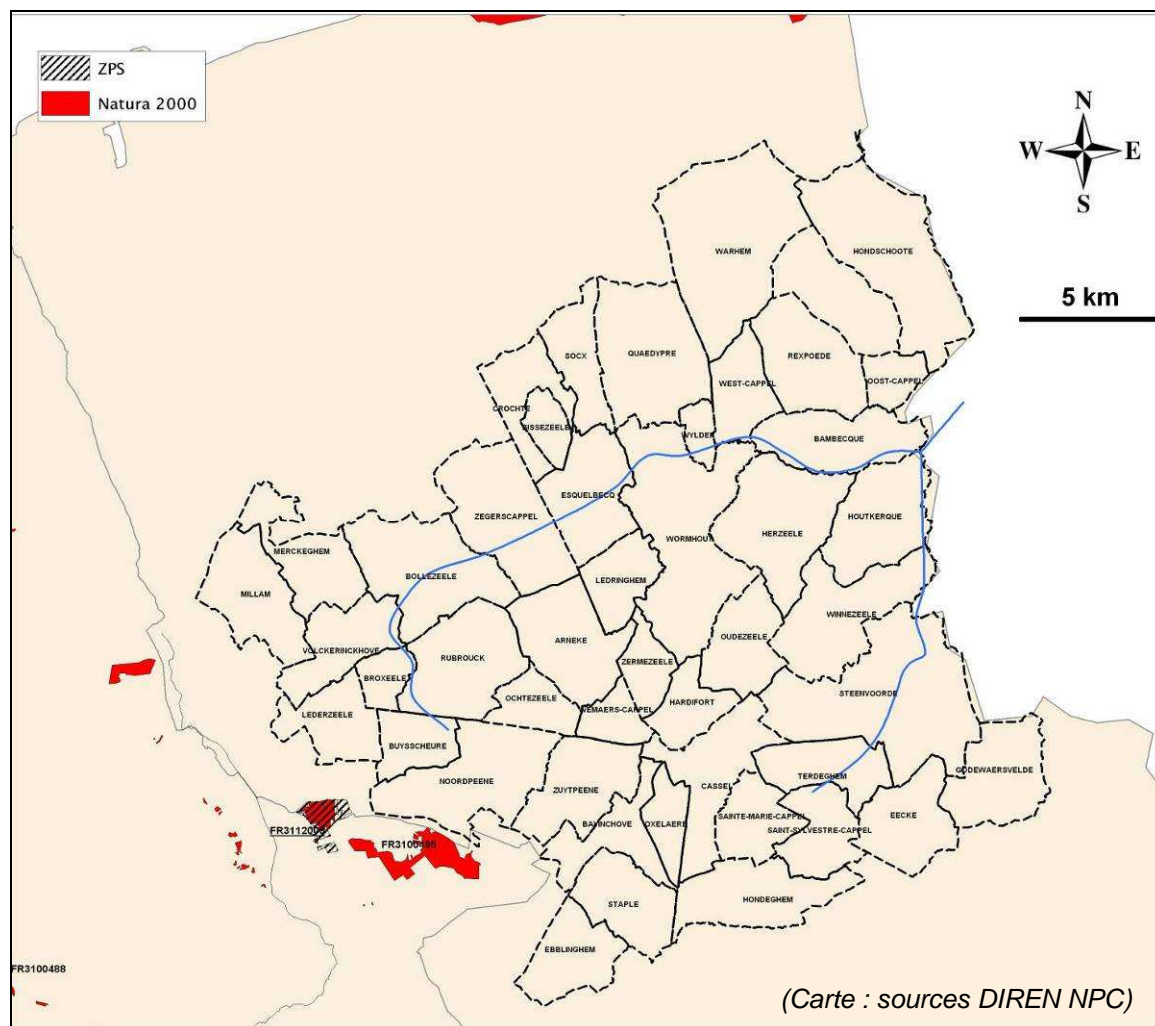 ZPS
Natura 2000
N
W E
S
5 km
WARHEM
HONDSCHOOTE
SOCX
QUAEDYPRE
REXPOEDE
WEST-CAPPEL
OOST-CAPPEL
CROCHTE
BISSEZEELE
WYLDER
BAMBECQUE
ESQUELBECQ
ZEGERSCAPPEL
HOUTKERQUE
WORMHOUT
HERZEELE
MERCKEGHEM
BOLLEZEELE
LEDRINGHEM
MILLAM
WINNEZEELE
OUDEZEELE
ARNEKE
VOLCKERINCKHOVE
RUBROUCK
ZERMEZEELE
BROXEELE
STEENVOORDE
OCHTEZEELE
HARDIFORT
WEMAERS-CAPPEL
LEDERZEELE
BUYSSCHEURE
GODEWAERSVELDE
TERDEGHEM
NOORDPEENE
CASSEL
ZUYTPEENE
EECKE
SAINTE-MARIE-CAPPEL
BAVINCHOVE
OXELAERE
SAINT-SYLVESTRE-CAPPEL
FR3100495
HONDEGHEM
STAPLE
EBBLINGHEM
FR3100488
(Carte : sources DIREN NPC)